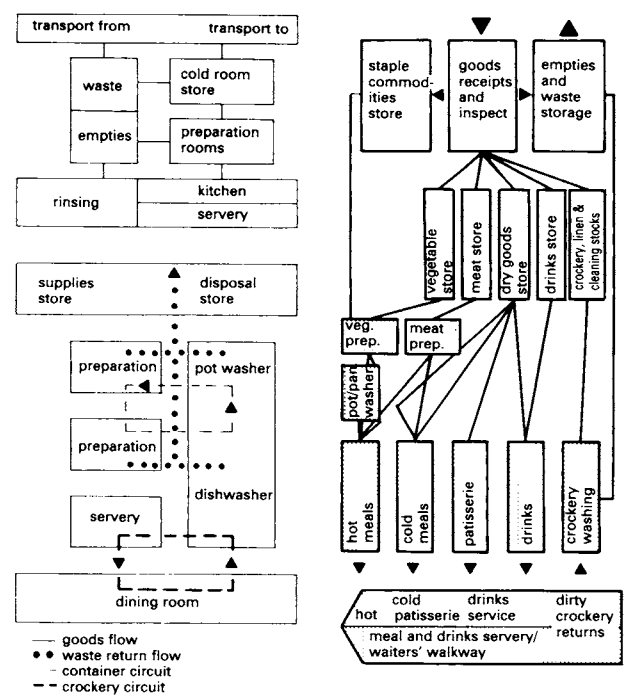 transport from
transport to
waste
cold room
store
empties
preparation
rooms
rinsing
kitchen
servery
supplies
store
disposal
store
preparation
pot washer
preparation
dishwasher
servery
dining room
goods flow
waste return flow
container circuit
crockery circuit
staple
commod-
ities
store
goods
receipts
and
inspect
empties
and
waste
storage
vegetable
store
meat store
dry goods
store
drinks store
crockery, linen &
cleaning stocks
veg.
prep.
meat
prep.
pot/pan
washer
hot
meals
cold
meals
patisserie
drinks
crockery
washing
hot
cold
patisserie
drinks
service
dirty
crockery
returns
meal and drinks servery/
waiters' walkway